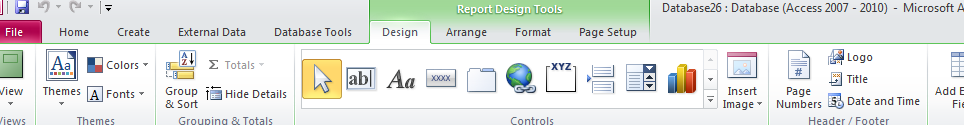 Report Design Tools
Database26 : Database (Access 2007 - 2010) - Microsoft A
File Home Create External Data Database Tools Design Arrange Format Page Setup
View
Themes
Colors
Fonts
Themes
Group & Sort
Σ Totals
Hide Details
Grouping & Totals
ab
Aa
xxxx
XYZ
Controls
Insert Image
Page Numbers
Logo
Title
Date and Time
Header / Footer
Add E
Fie